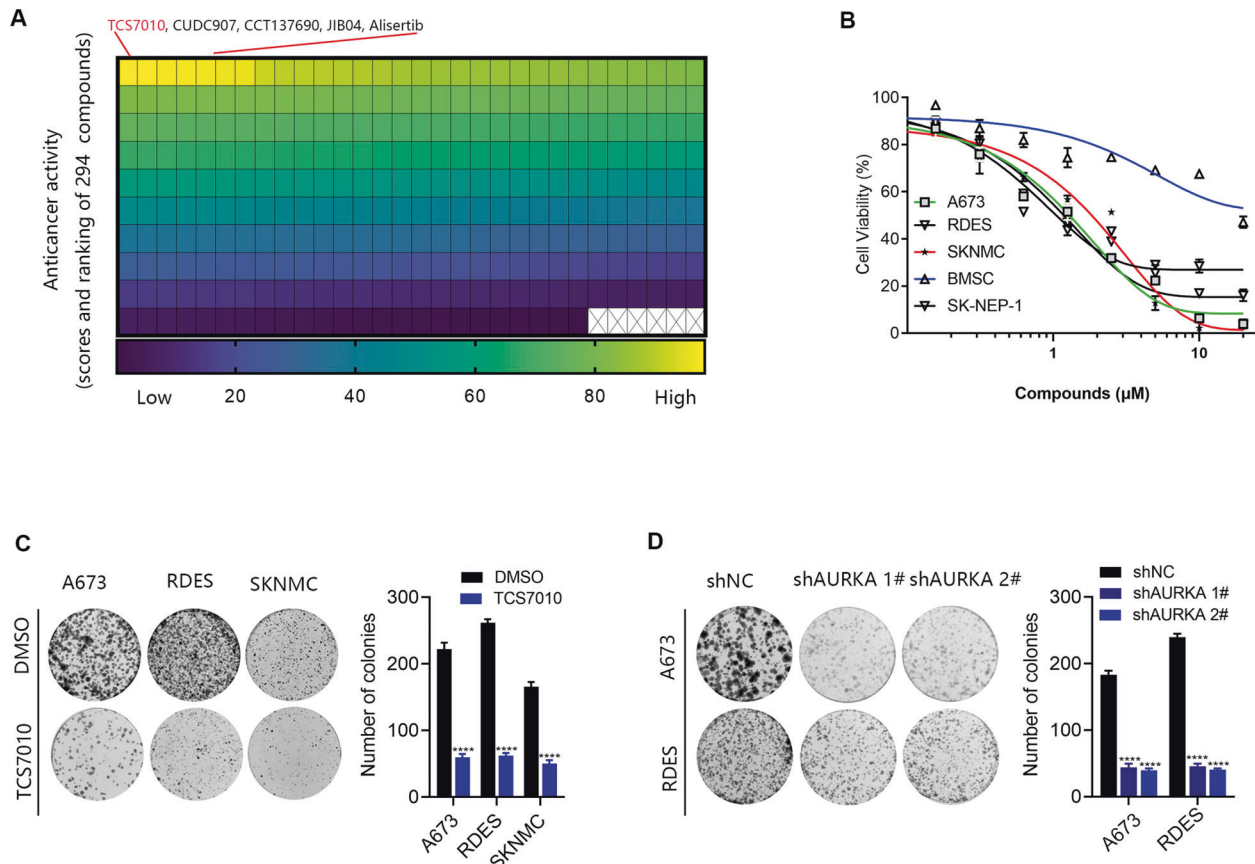 A
TCS7010, CUDC907, CCT137690, JIB04, Alisertib
Anticancer activity
(scores and ranking of 294 compounds)
Low 20 40 60 80 High
B
Cell Viability (%)
100
80
60
40
20
0
A673
RDES
SKNMC
BMSC
SK-NEP-1
1 10
Compounds (µM)
C
A673 RDES SKNMC
DMSO
TCS7010
DMSO
TCS7010
Number of colonies
300
200
100
0
**** **** ****
A673 RDES SKNMC
D
shNC shAURKA 1# shAURKA 2#
A673
RDES
shNC
shAURKA 1#
shAURKA 2#
Number of colonies
300
200
100
0
**** **** **** ****
A673 RDES